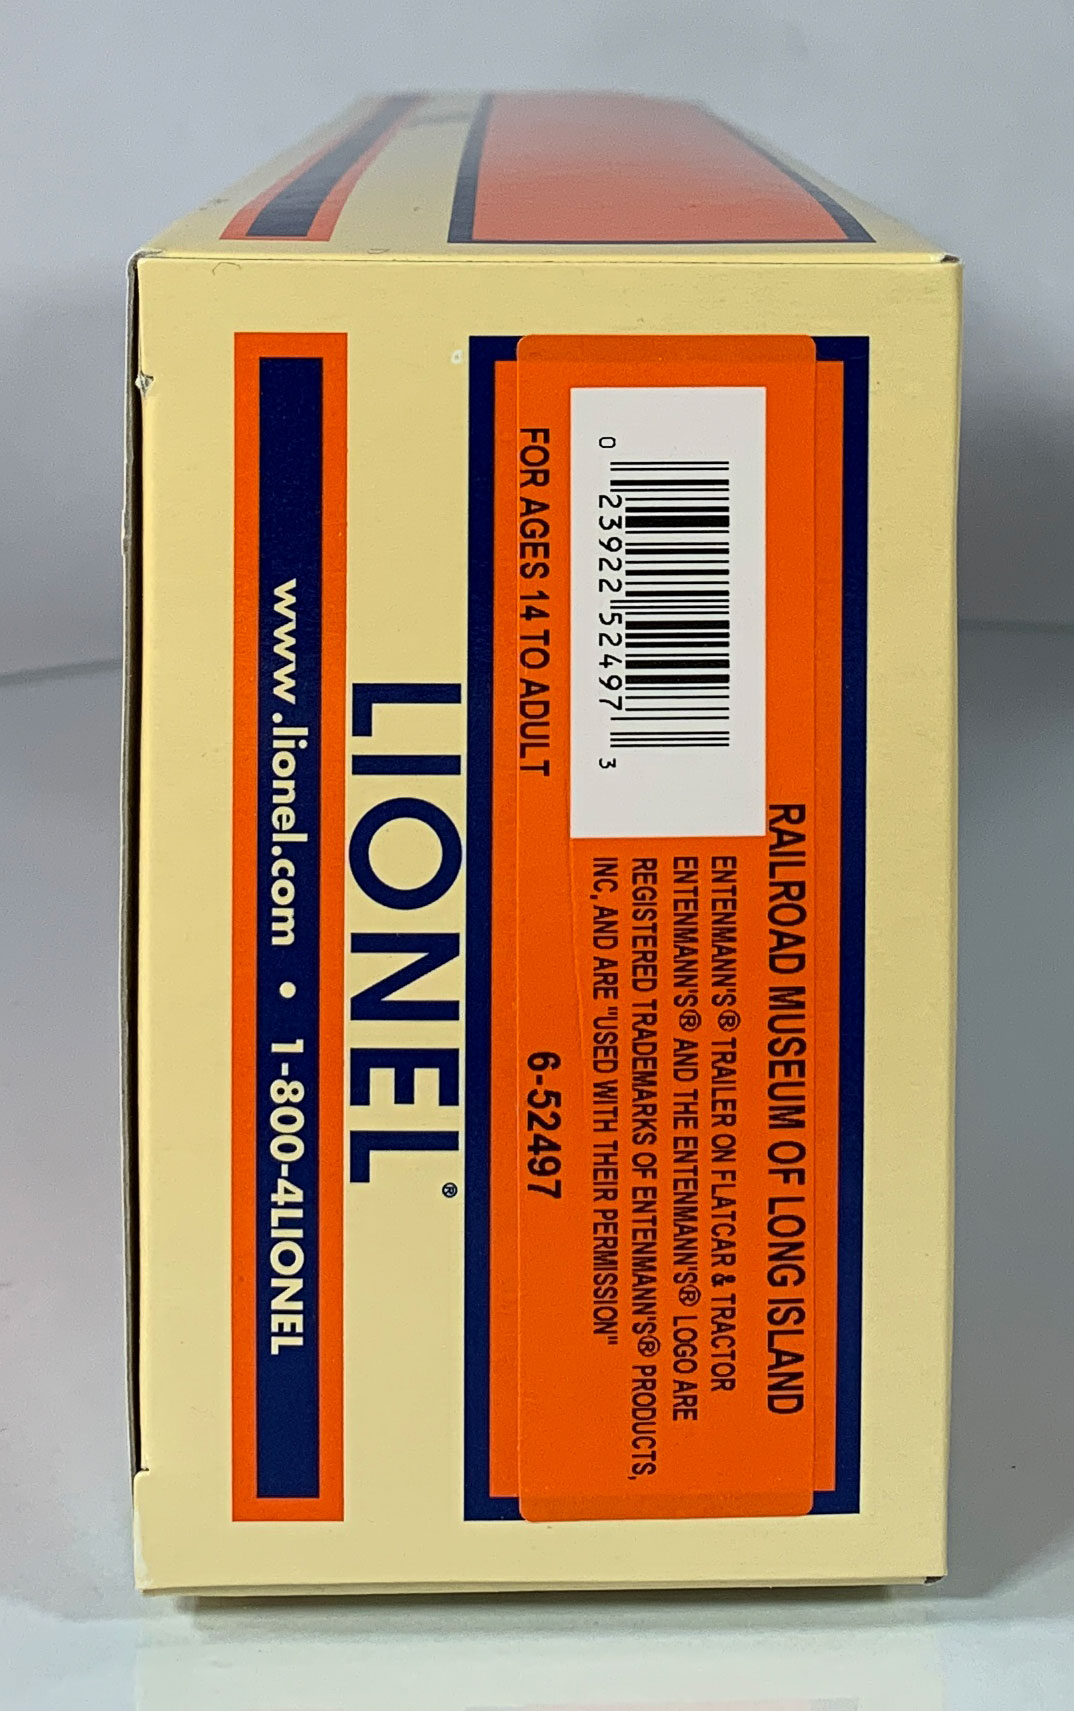 RAILROAD MUSEUM OF LONG ISLAND
ENTENMANN'S® TRAILER ON FLATCAR & TRACTOR
ENTENMANN'S® AND THE ENTENMANN'S® LOGO ARE
REGISTERED TRADEMARKS OF ENTENMANN'S® PRODUCTS,
INC, AND ARE "USED WITH THEIR PERMISSION"
0 23922 52497 3
FOR AGES 14 TO ADULT
6-52497
LIONEL®
www.lionel.com • 1-800-4LIONEL